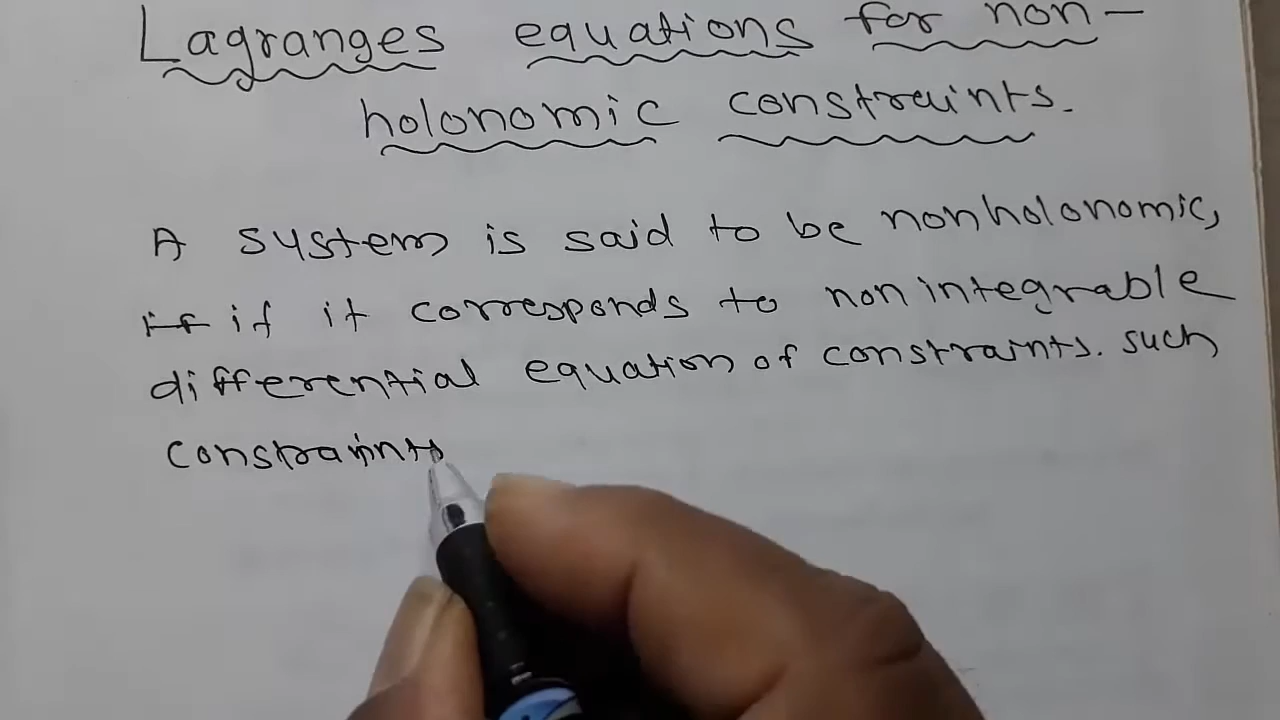 Lagranges equations for non-
holonomic constraints.
A system is said to be nonholonomic,
if if it corresponds to non integrable
differential equation of constraints. such
constraints